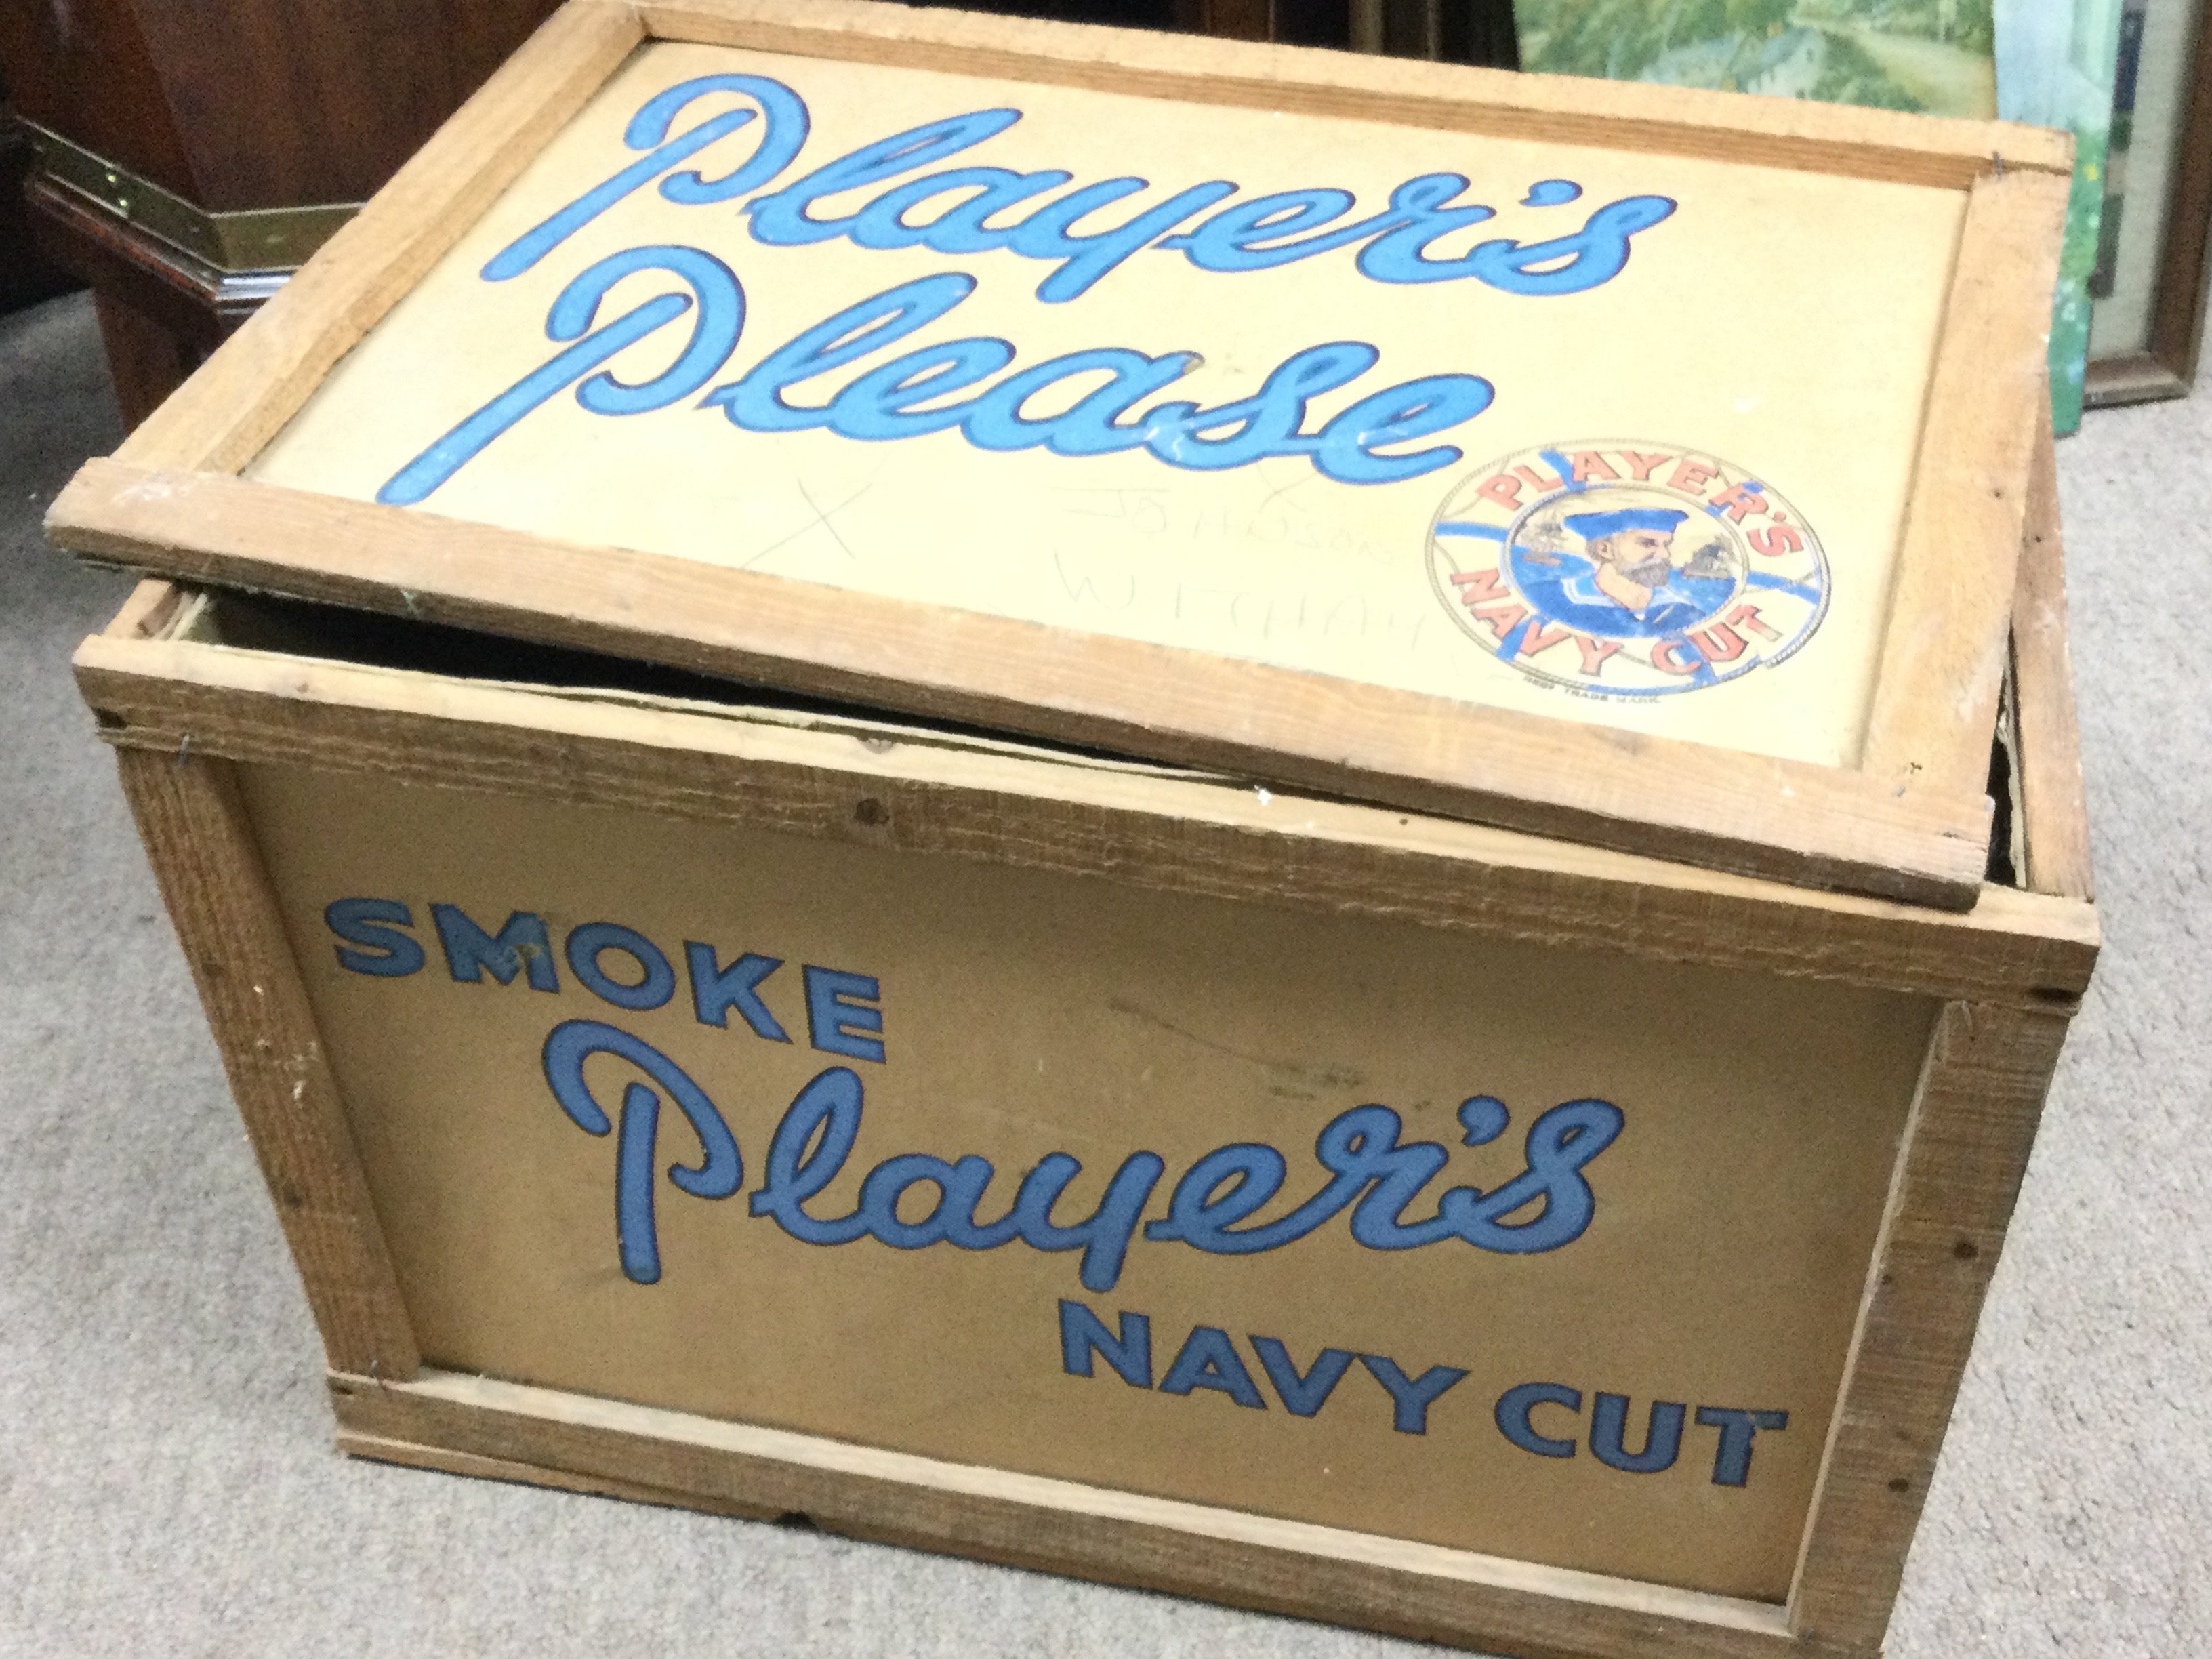 Player's
Please
PLAYER'S
NAVY CUT
REGD TRADE MARK
SMOKE
Player's
NAVY CUT